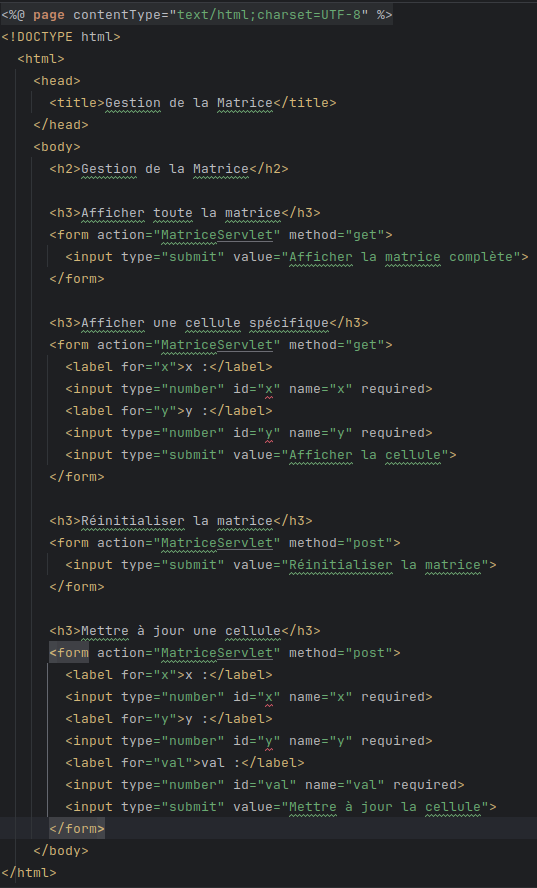 <%@ page contentType="text/html;charset=UTF-8" %>
<!DOCTYPE html>
<html>
<head>
<title>Gestion de la Matrice</title>
</head>
<body>
<h2>Gestion de la Matrice</h2>
<h3>Afficher toute la matrice</h3>
<form action="MatriceServlet" method="get">
<input type="submit" value="Afficher la matrice complète">
</form>
<h3>Afficher une cellule spécifique</h3>
<form action="MatriceServlet" method="get">
<label for="x">x :</label>
<input type="number" id="x" name="x" required>
<label for="y">y :</label>
<input type="number" id="y" name="y" required>
<input type="submit" value="Afficher la cellule">
</form>
<h3>Réinitialiser la matrice</h3>
<form action="MatriceServlet" method="post">
<input type="submit" value="Réinitialiser la matrice">
</form>
<h3>Mettre à jour une cellule</h3>
<form action="MatriceServlet" method="post">
<label for="x">x :</label>
<input type="number" id="x" name="x" required>
<label for="y">y :</label>
<input type="number" id="y" name="y" required>
<label for="val">val :</label>
<input type="number" id="val" name="val" required>
<input type="submit" value="Mettre à jour la cellule">
</form>
</body>
</html>